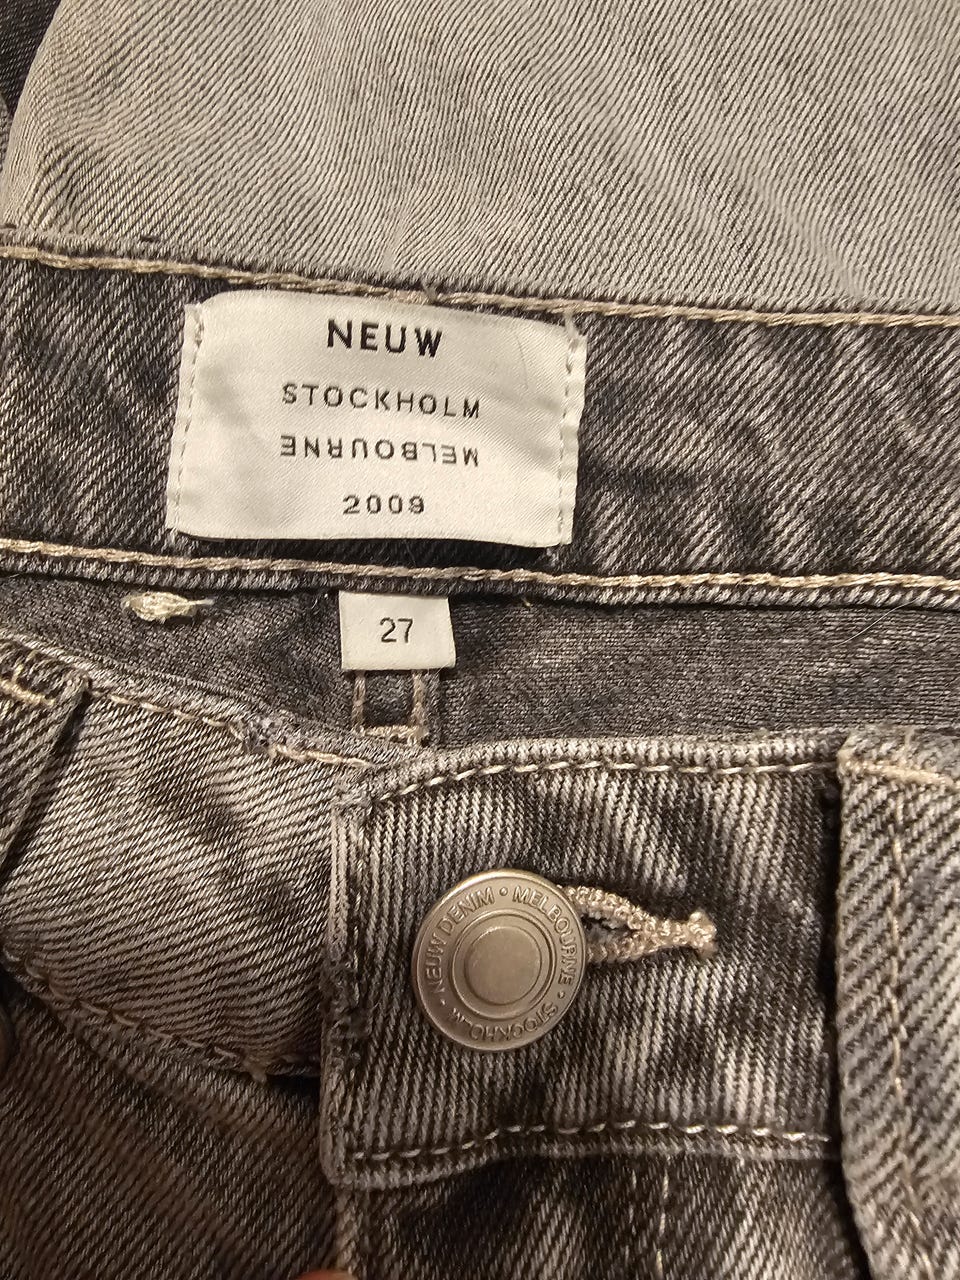 NEUW
STOCKHOLM
MELBOURNE
2009
27
NEUW DENIM • MELBOURNE • STOCKHOLM •